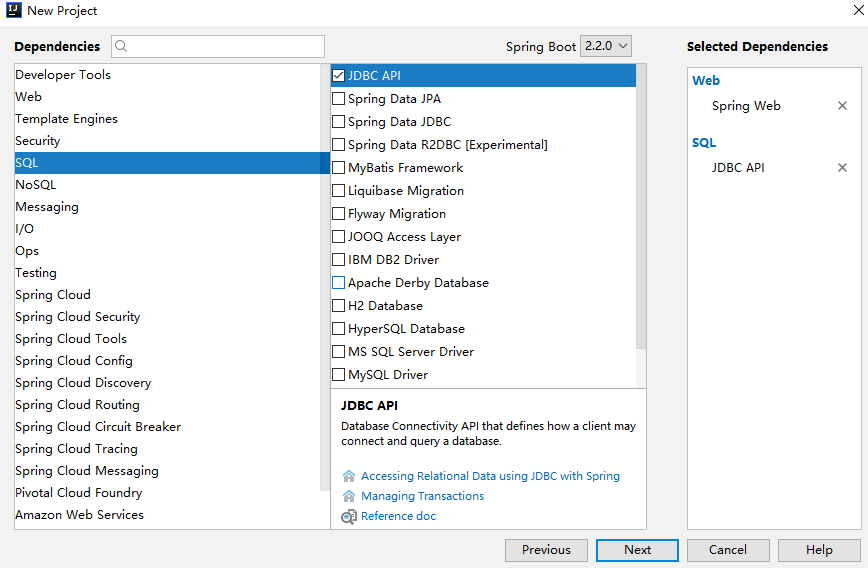 New Project
Dependencies
Spring Boot 2.2.0
Selected Dependencies
Developer Tools
Web
Template Engines
Security
SQL
NoSQL
Messaging
I/O
Ops
Testing
Spring Cloud
Spring Cloud Security
Spring Cloud Tools
Spring Cloud Config
Spring Cloud Discovery
Spring Cloud Routing
Spring Cloud Circuit Breaker
Spring Cloud Tracing
Spring Cloud Messaging
Pivotal Cloud Foundry
Amazon Web Services
JDBC API
Spring Data JPA
Spring Data JDBC
Spring Data R2DBC [Experimental]
MyBatis Framework
Liquibase Migration
Flyway Migration
JOOQ Access Layer
IBM DB2 Driver
Apache Derby Database
H2 Database
HyperSQL Database
MS SQL Server Driver
MySQL Driver
JDBC API
Database Connectivity API that defines how a client may
connect and query a database.
Accessing Relational Data using JDBC with Spring
Managing Transactions
Reference doc
Web
Spring Web
SQL
JDBC API
Previous
Next
Cancel
Help